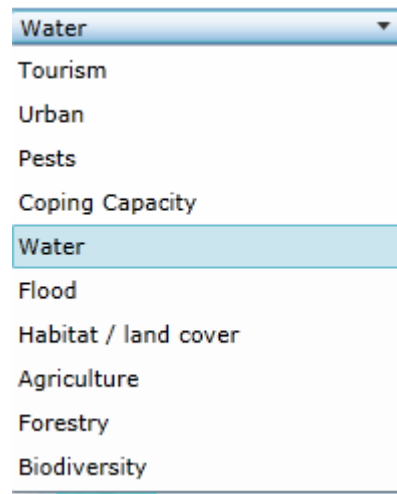 Water
Tourism
Urban
Pests
Coping Capacity
Water
Flood
Habitat / land cover
Agriculture
Forestry
Biodiversity